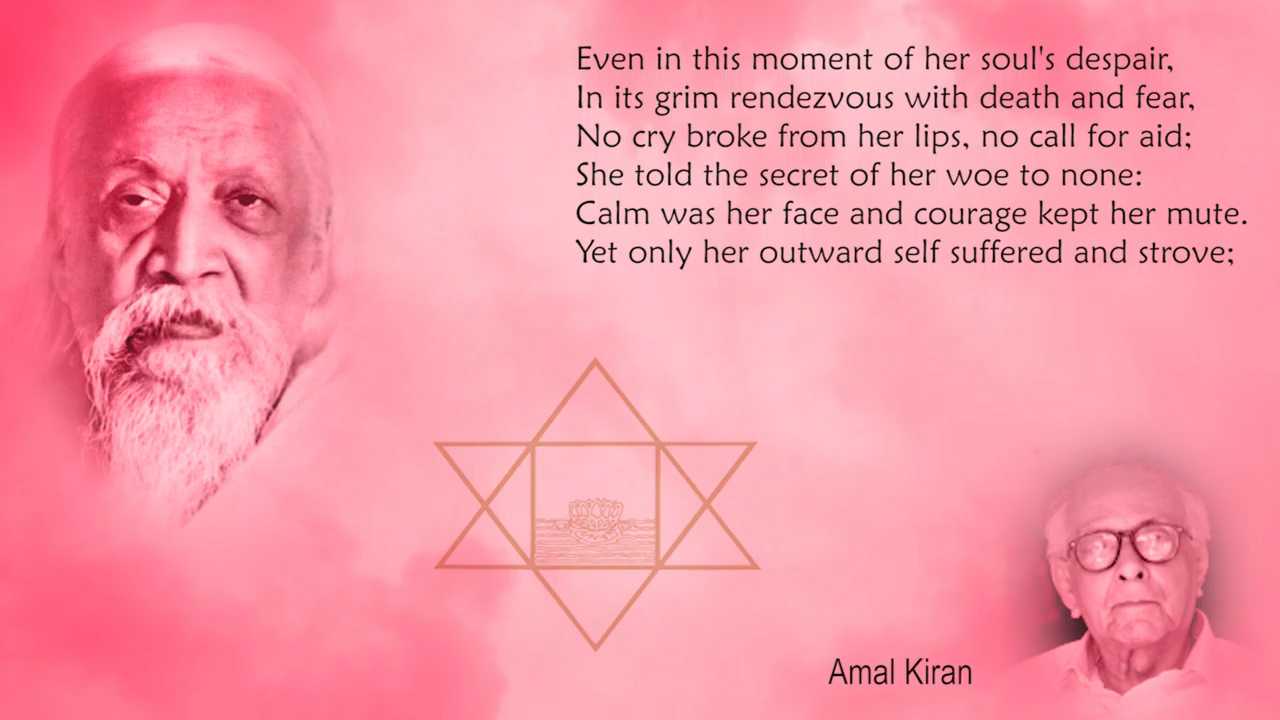 Even in this moment of her soul's despair,
In its grim rendezvous with death and fear,
No cry broke from her lips, no call for aid;
She told the secret of her woe to none:
Calm was her face and courage kept her mute.
Yet only her outward self suffered and strove;
Amal Kiran